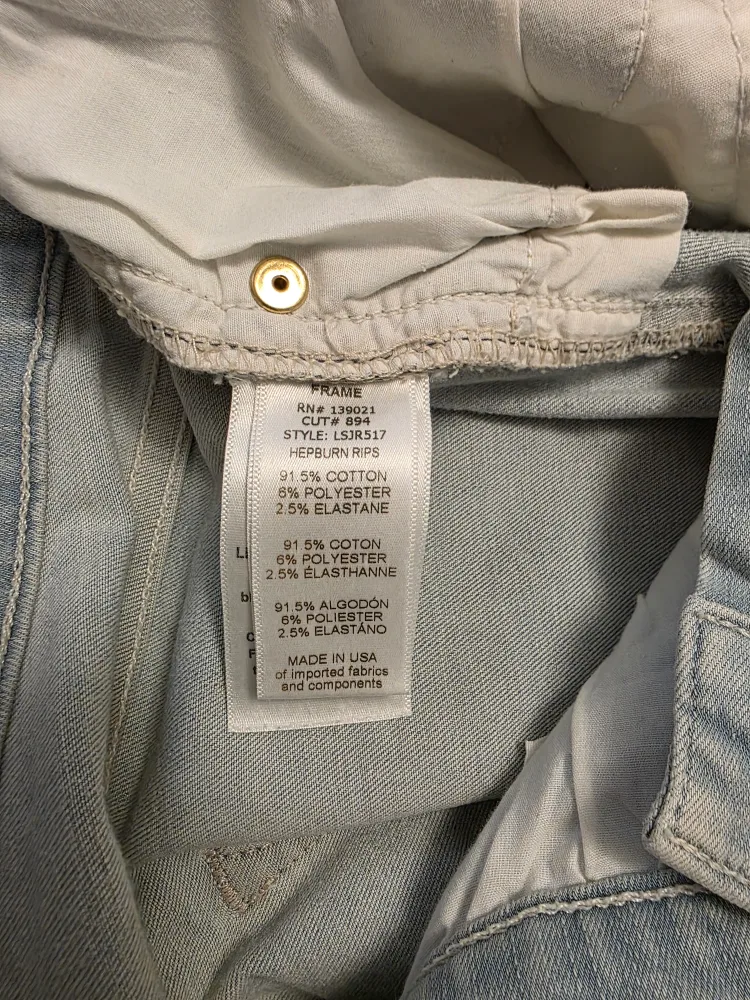 FRAME
RN# 139021
CUT# 894
STYLE: LSJR517
HEPBURN RIPS
91.5% COTTON
6% POLYESTER
2.5% ELASTANE
91.5% COTON
6% POLYESTER
2.5% ÉLASTHANNE
91.5% ALGODÓN
6% POLIESTER
2.5% ELASTÁNO
MADE IN USA
of imported fabrics
and components